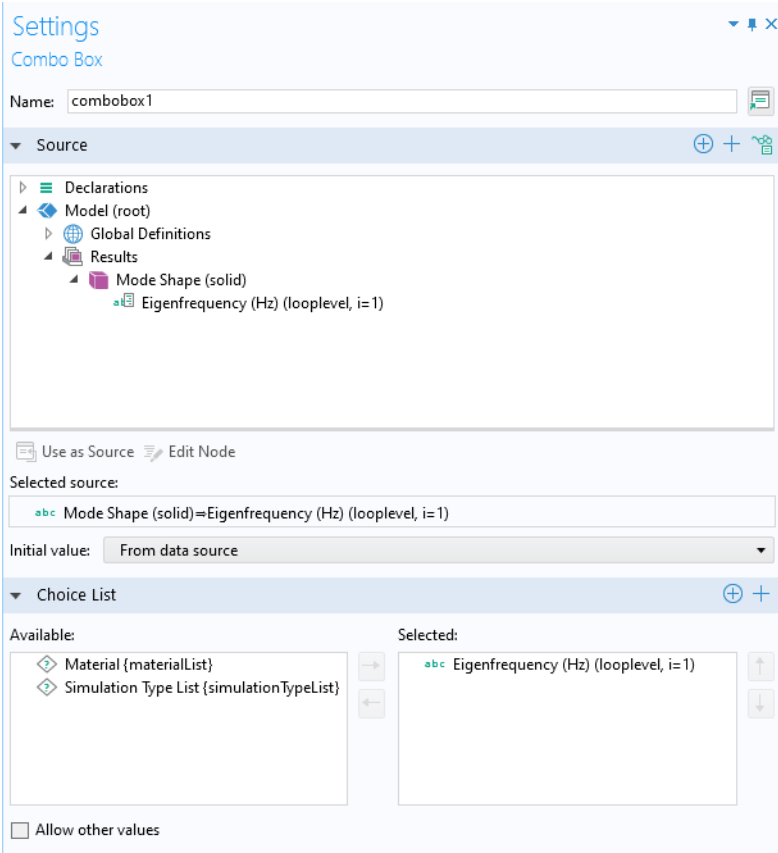 Settings
Combo Box
Name: combobox1
Source
Declarations
Model (root)
Global Definitions
Results
Mode Shape (solid)
Eigenfrequency (Hz) (looplevel, i=1)
Use as Source Edit Node
Selected source:
abc Mode Shape (solid)⇒Eigenfrequency (Hz) (looplevel, i=1)
Initial value: From data source
Choice List
Available: Selected:
Material {materialList} abc Eigenfrequency (Hz) (looplevel, i=1)
Simulation Type List {simulationTypeList}
Allow other values